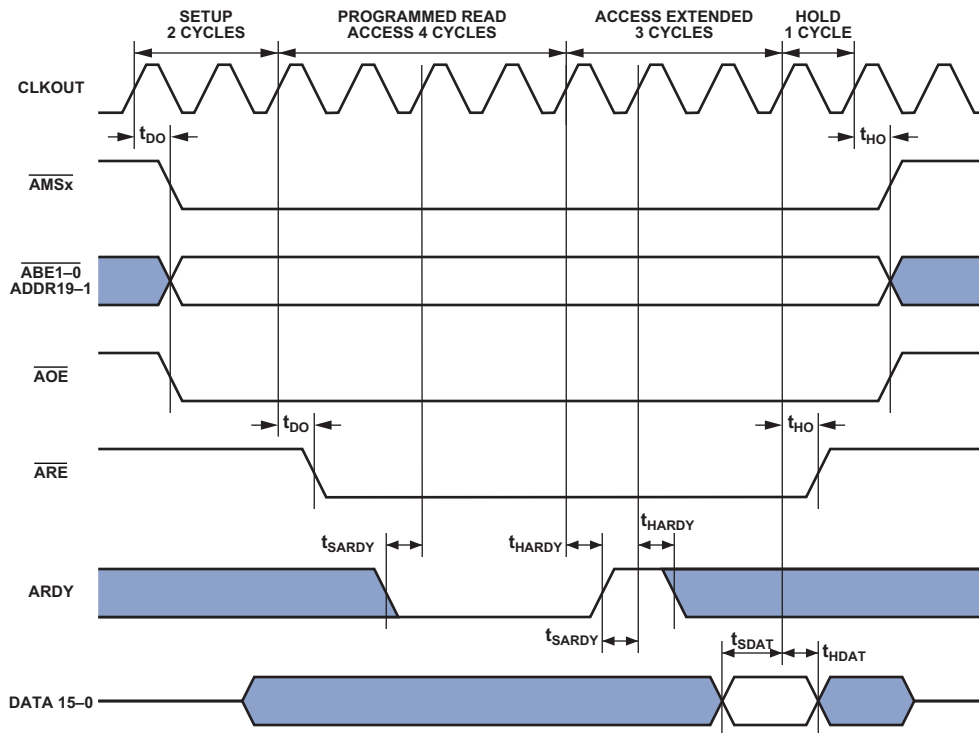 SETUP
2 CYCLES
PROGRAMMED READ
ACCESS 4 CYCLES
ACCESS EXTENDED
3 CYCLES
HOLD
1 CYCLE
CLKOUT
tDO
tHO
AMSx
ABE1–0
ADDR19–1
AOE
tDO
tHO
ARE
tSARDY
tHARDY
tHARDY
ARDY
tSARDY
tSDAT
tHDAT
DATA 15–0